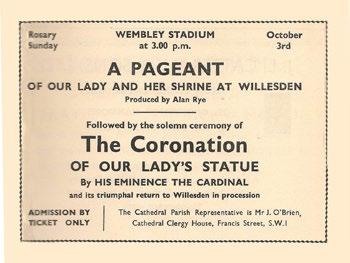 Rosary Sunday
WEMBLEY STADIUM
at 3.00 p.m.
October 3rd
A PAGEANT
OF OUR LADY AND HER SHRINE AT WILLESDEN
Produced by Alan Rye
Followed by the solemn ceremony of
The Coronation
OF OUR LADY'S STATUE
By HIS EMINENCE THE CARDINAL
and its triumphal return to Willesden in procession
ADMISSION BY
TICKET ONLY
The Cathedral Parish Representative is Mr J. O'Brien,
Cathedral Clergy House, Francis Street, S.W.1